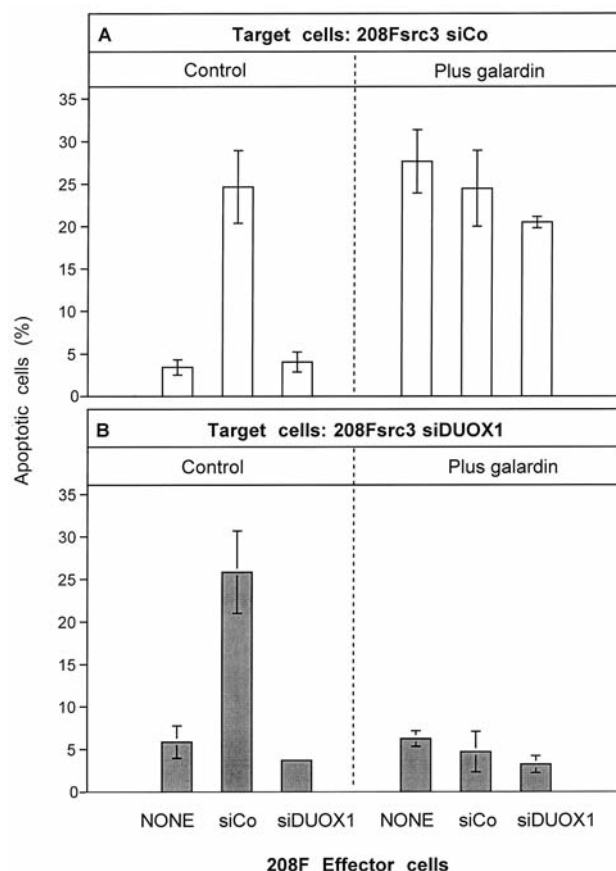 A Target cells: 208Fsrc3 siCo
Control Plus galardin
35
30
25
20
15
10
5
0
Apoptotic cells (%)
B Target cells: 208Fsrc3 siDUOX1
Control Plus galardin
35
30
25
20
15
10
5
0
NONE siCo siDUOX1 NONE siCo siDUOX1
208F Effector cells